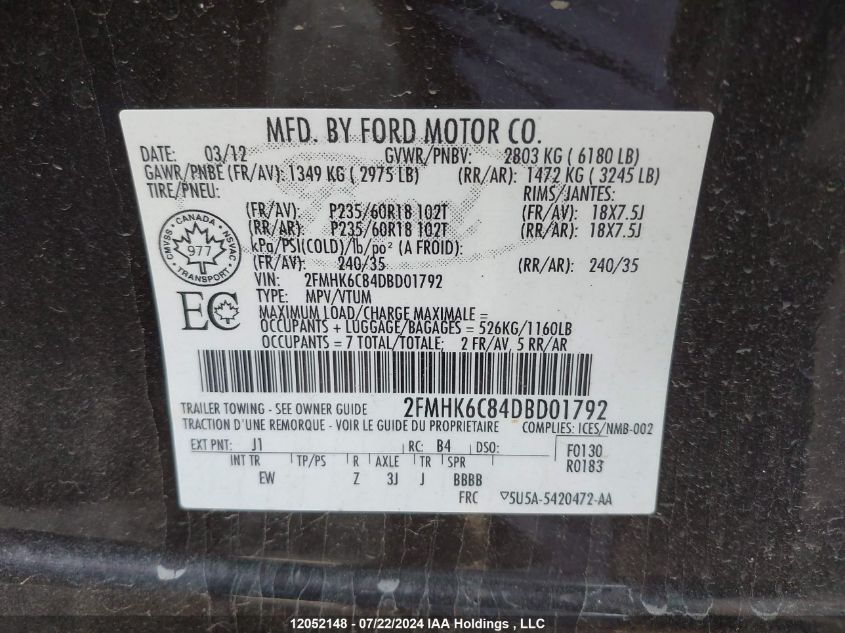 MFD. BY FORD MOTOR CO.
DATE: 03/12 GVWR/PNBV: 2803 KG ( 6180 LB)
GAWR/PNBE (FR/AV): 1349 KG ( 2975 LB) (RR/AR): 1472 KG ( 3245 LB)
TIRE/PNEU: RIMS/JANTES:
(FR/AV): P235/60R18 102T (FR/AV): 18X7.5J
(RR/AR): P235/60R18 102T (RR/AR): 18X7.5J
kPa/PSI(COLD)/lb/po² (A FROID):
(FR/AV): 240/35 (RR/AR): 240/35
CANADA CMVSS NSVAC 977 TRANSPORT
VIN: 2FMHK6C84DBD01792
TYPE: MPV/VTUM
EC
MAXIMUM LOAD/CHARGE MAXIMALE =
OCCUPANTS + LUGGAGE/BAGAGES = 526KG/1160LB
OCCUPANTS = 7 TOTAL/TOTALE; 2 FR/AV, 5 RR/AR
TRAILER TOWING - SEE OWNER GUIDE 2FMHK6C84DBD01792
TRACTION D'UNE REMORQUE - VOIR LE GUIDE DU PROPRIETAIRE COMPLIES: ICES/NMB-002
EXT PNT: J1 RC: B4 DSO: F0130
R0183
INT TR TP/PS R AXLE TR SPR
EW Z 3J J BBBB
FRC ▽5U5A-5420472-AA
12052148 - 07/22/2024 IAA Holdings , LLC